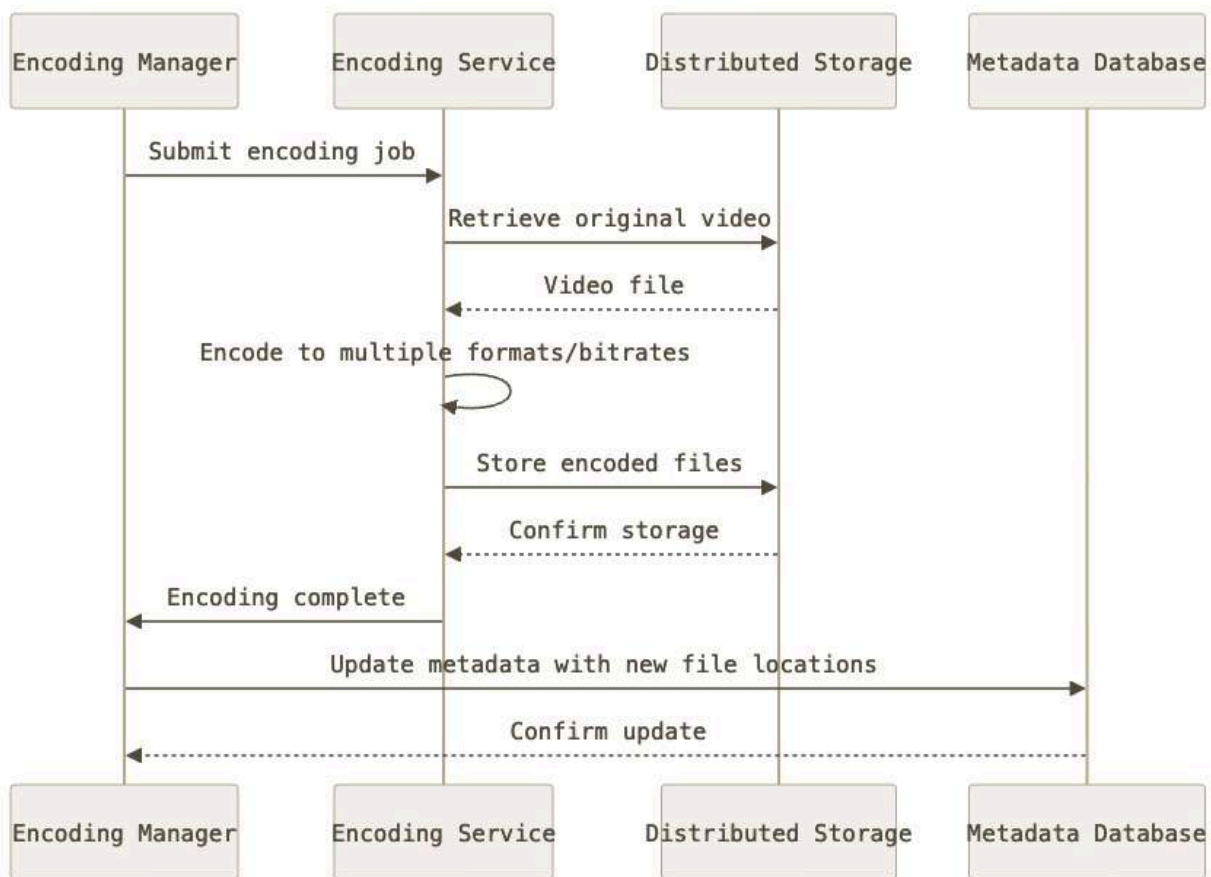 Encoding Manager
Encoding Service
Distributed Storage
Metadata Database
Submit encoding job
Retrieve original video
Video file
Encode to multiple formats/bitrates
Store encoded files
Confirm storage
Encoding complete
Update metadata with new file locations
Confirm update
Encoding Manager
Encoding Service
Distributed Storage
Metadata Database